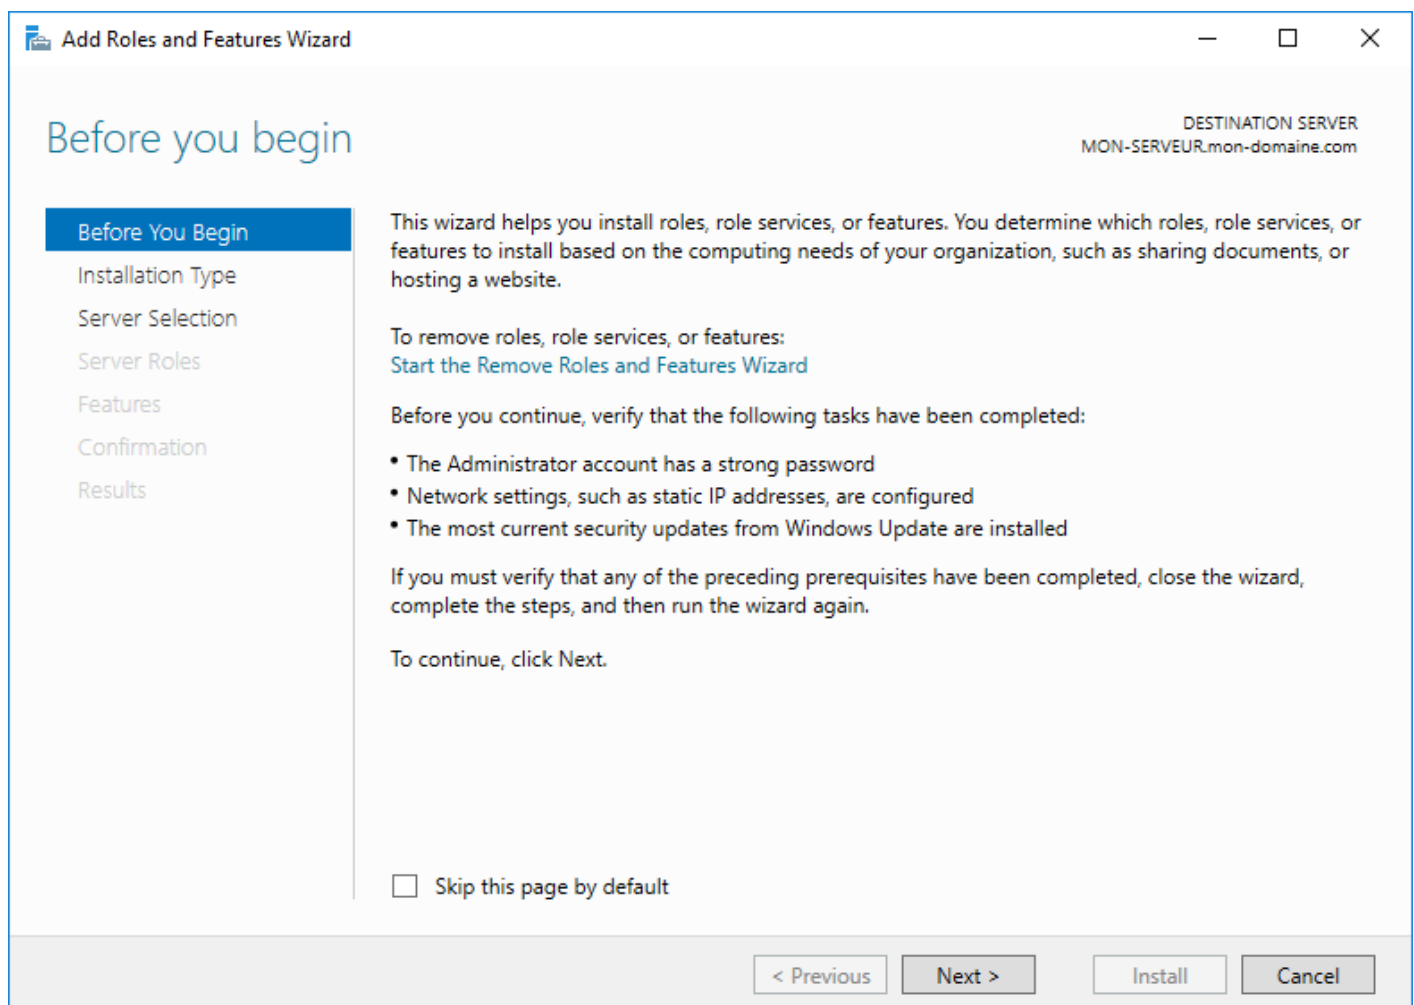 Add Roles and Features Wizard
Before you begin
DESTINATION SERVER
MON-SERVEUR.mon-domaine.com
Before You Begin
Installation Type
Server Selection
Server Roles
Features
Confirmation
Results
This wizard helps you install roles, role services, or features. You determine which roles, role services, or
features to install based on the computing needs of your organization, such as sharing documents, or
hosting a website.
To remove roles, role services, or features:
Start the Remove Roles and Features Wizard
Before you continue, verify that the following tasks have been completed:
• The Administrator account has a strong password
• Network settings, such as static IP addresses, are configured
• The most current security updates from Windows Update are installed
If you must verify that any of the preceding prerequisites have been completed, close the wizard,
complete the steps, and then run the wizard again.
To continue, click Next.
Skip this page by default
< Previous
Next >
Install
Cancel